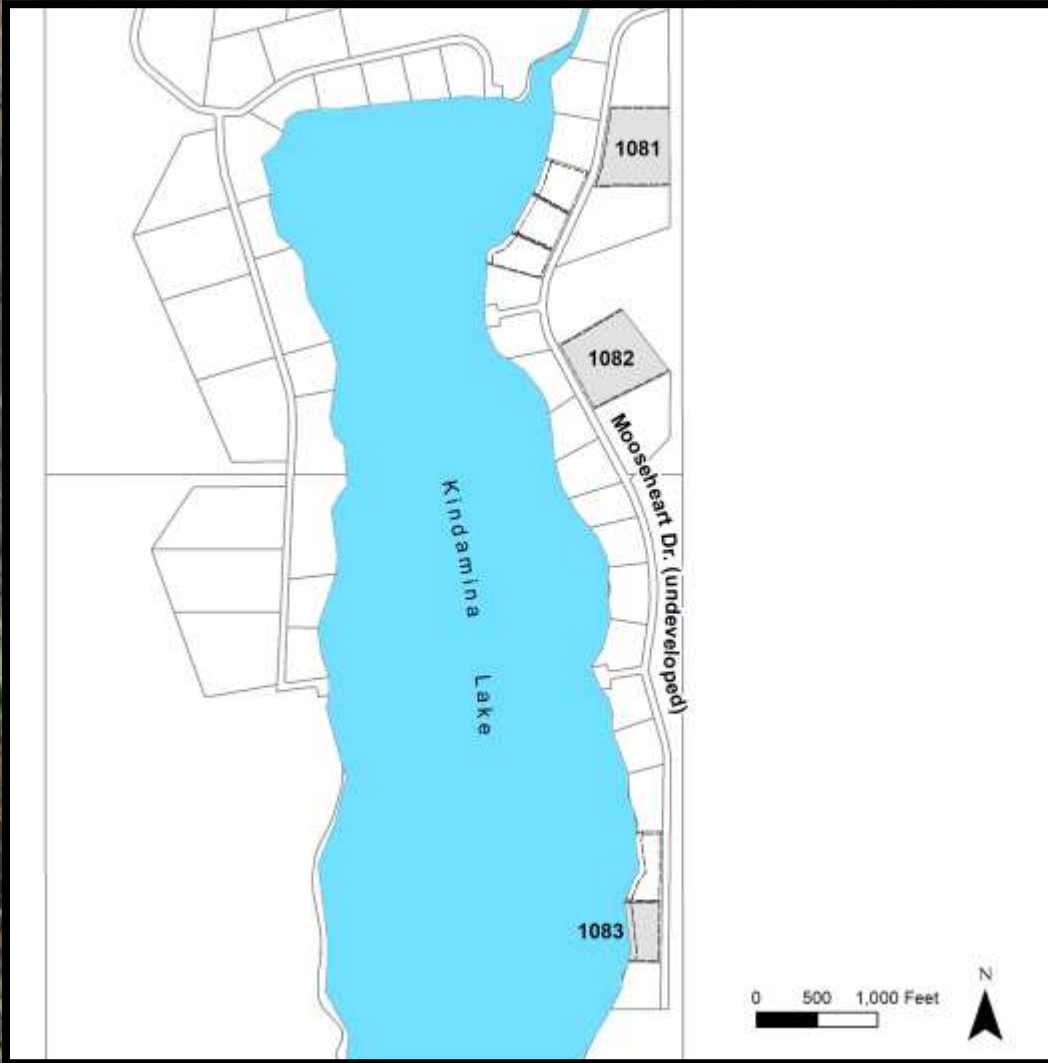 1081
1082
Mooseheart Dr. (undeveloped)
Kindamina
Lake
1083
0 500 1,000 Feet
N